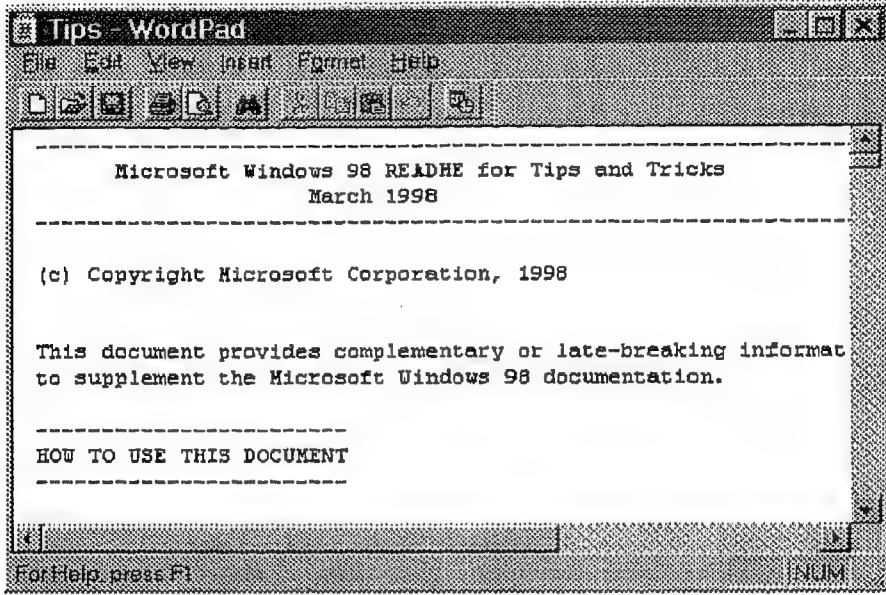 Tips - WordPad
File Edit View Insert Format Help
Microsoft Windows 98 README for Tips and Tricks
March 1998
(c) Copyright Microsoft Corporation, 1998
This document provides complementary or late-breaking informat
to supplement the Microsoft Windows 98 documentation.
HOW TO USE THIS DOCUMENT
For Help, press F1
NUM